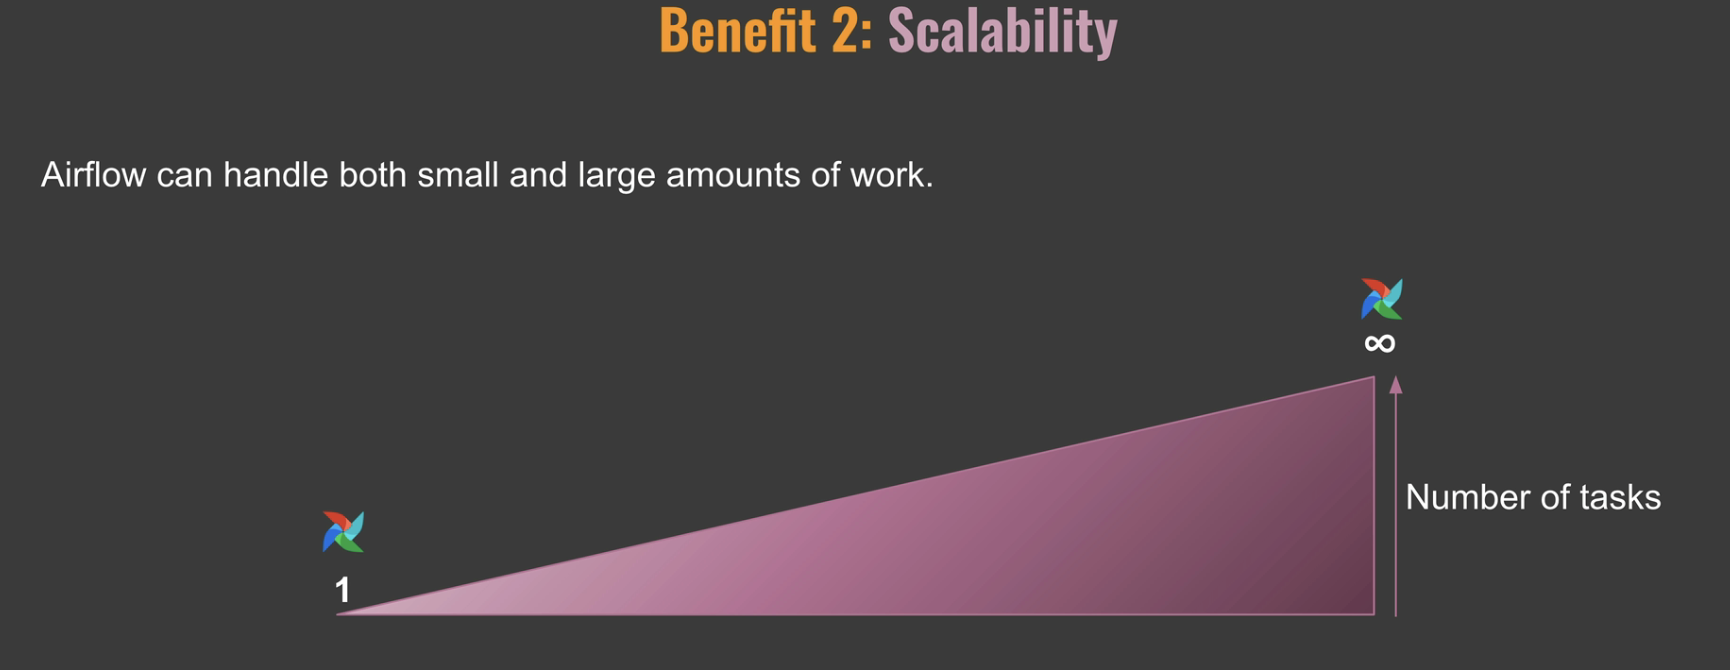 Benefit 2: Scalability
Airflow can handle both small and large amounts of work.
∞
Number of tasks
1